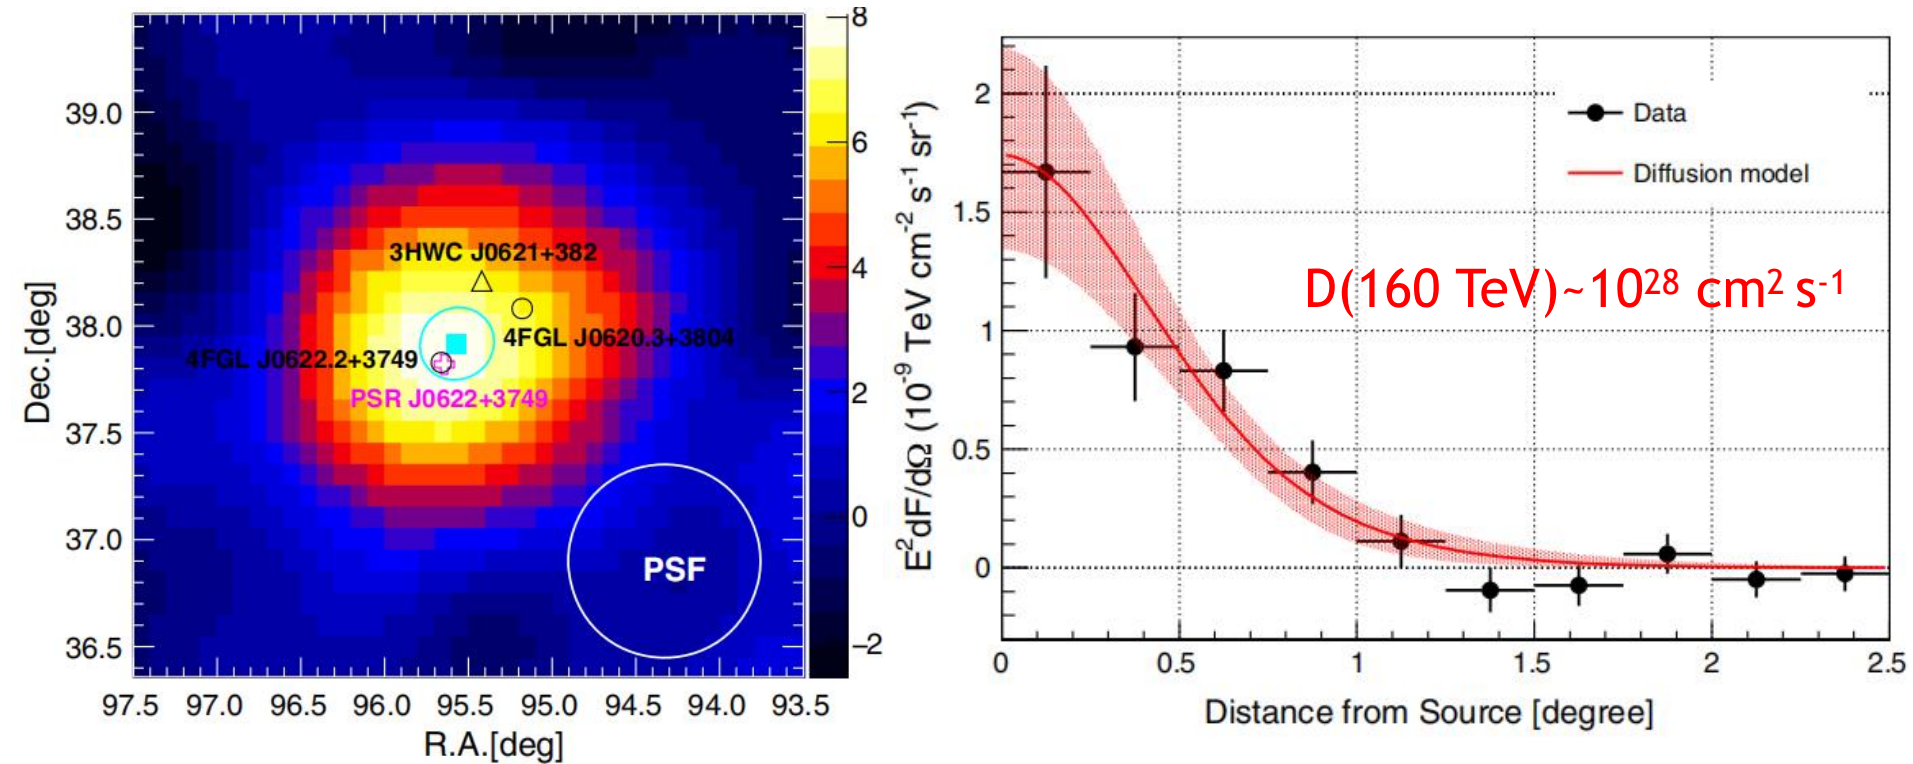 39.0
38.5
38.0
37.5
37.0
36.5
Dec.[deg]
97.5 97.0 96.5 96.0 95.5 95.0 94.5 94.0 93.5
R.A.[deg]
3HWC J0621+382
4FGL J0620.3+3804
4FGL J0622.2+3749
PSR J0622+3749
PSF
8
6
4
2
0
−2
E²dF/dΩ (10⁻⁹ TeV cm⁻² s⁻¹ sr⁻¹)
2
1.5
1
0.5
0
Data
Diffusion model
D(160 TeV)~10²⁸ cm² s⁻¹
0 0.5 1 1.5 2 2.5
Distance from Source [degree]